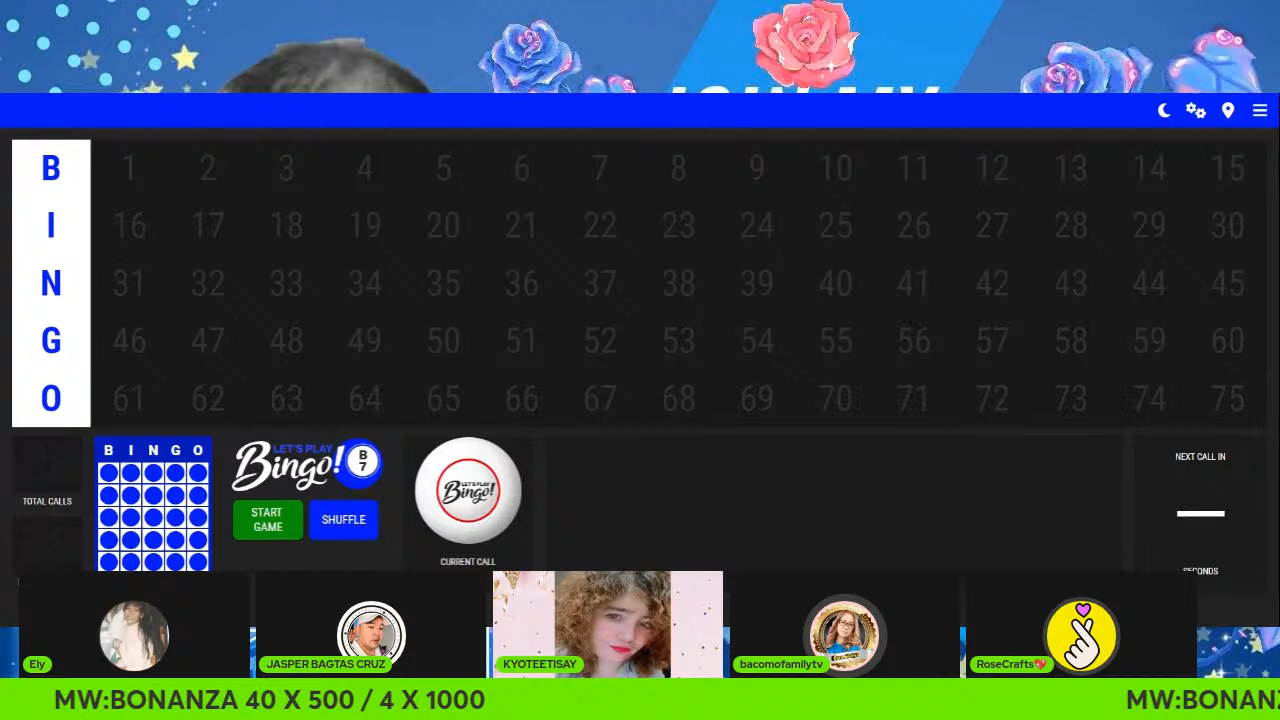 B 1 2 3 4 5 6 7 8 9 10 11 12 13 14 15
I 16 17 18 19 20 21 22 23 24 25 26 27 28 29 30
N 31 32 33 34 35 36 37 38 39 40 41 42 43 44 45
G 46 47 48 49 50 51 52 53 54 55 56 57 58 59 60
O 61 62 63 64 65 66 67 68 69 70 71 72 73 74 75
TOTAL CALLS
B I N G O
LET'S PLAY
Bingo!
B
7
START
GAME
SHUFFLE
LET'S PLAY
Bingo!
CURRENT CALL
NEXT CALL IN
SECONDS
Ely
JASPER BAGTAS CRUZ
KYOTEETISAY
bacomofamilytv
RoseCrafts💖
MW:BONANZA 40 X 500 / 4 X 1000